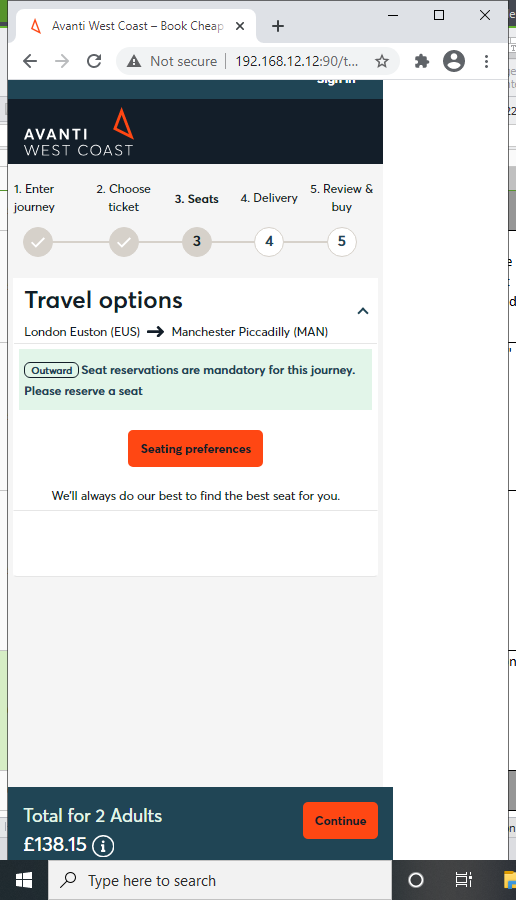 Avanti West Coast – Book Cheap
Not secure | 192.168.12.12:90/t...
Sign in
AVANTI
WEST COAST
1. Enter journey
2. Choose ticket
3. Seats
4. Delivery
5. Review & buy
3
4
5
Travel options
London Euston (EUS) → Manchester Piccadilly (MAN)
Outward Seat reservations are mandatory for this journey.
Please reserve a seat
Seating preferences
We'll always do our best to find the best seat for you.
Total for 2 Adults
£138.15
Continue
Type here to search